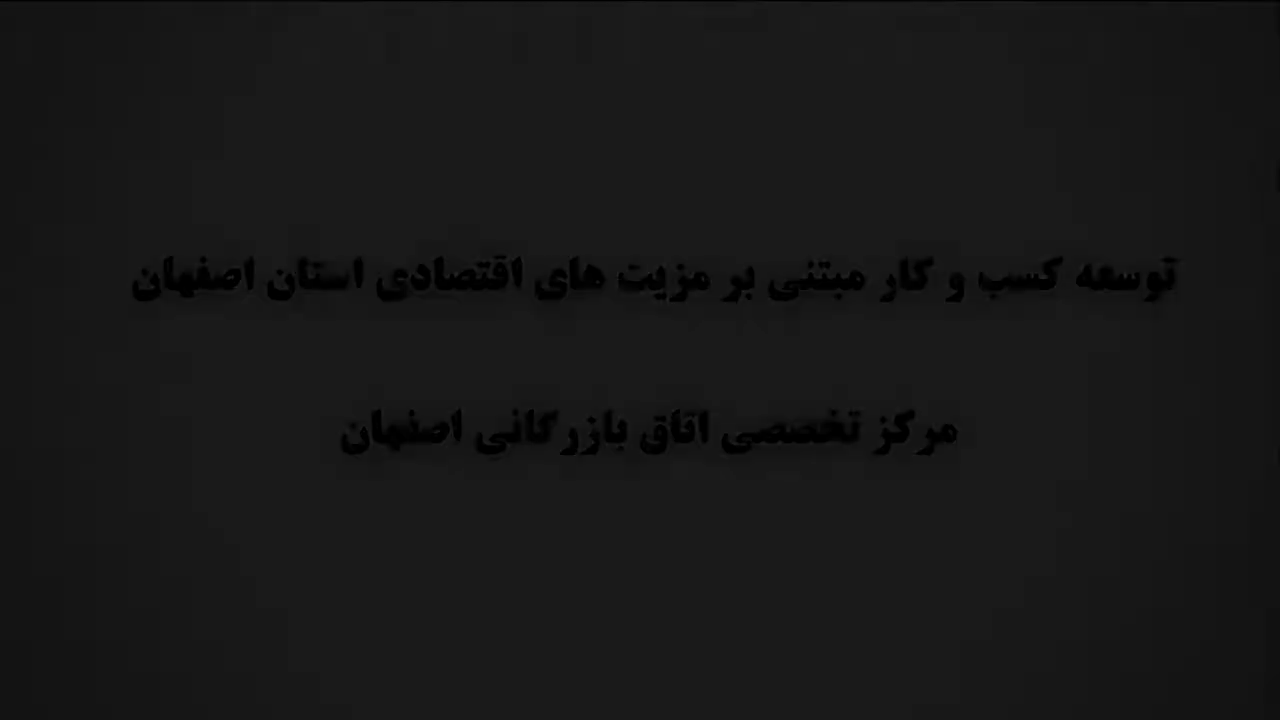 توسعه کسب و کار مبتنی بر مزیت های اقتصادی استان اصفهان
مرکز تخصصی اتاق بازرگانی اصفهان